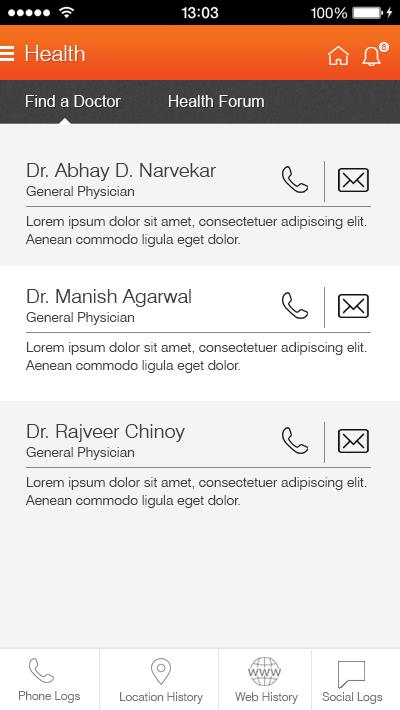 13:03
100%
Health
8
Find a Doctor
Health Forum
Dr. Abhay D. Narvekar
General Physician
Lorem ipsum dolor sit amet, consectetuer adipiscing elit.
Aenean commodo ligula eget dolor.
Dr. Manish Agarwal
General Physician
Lorem ipsum dolor sit amet, consectetuer adipiscing elit.
Aenean commodo ligula eget dolor.
Dr. Rajveer Chinoy
General Physician
Lorem ipsum dolor sit amet, consectetuer adipiscing elit.
Aenean commodo ligula eget dolor.
WWW
Phone Logs
Location History
Web History
Social Logs